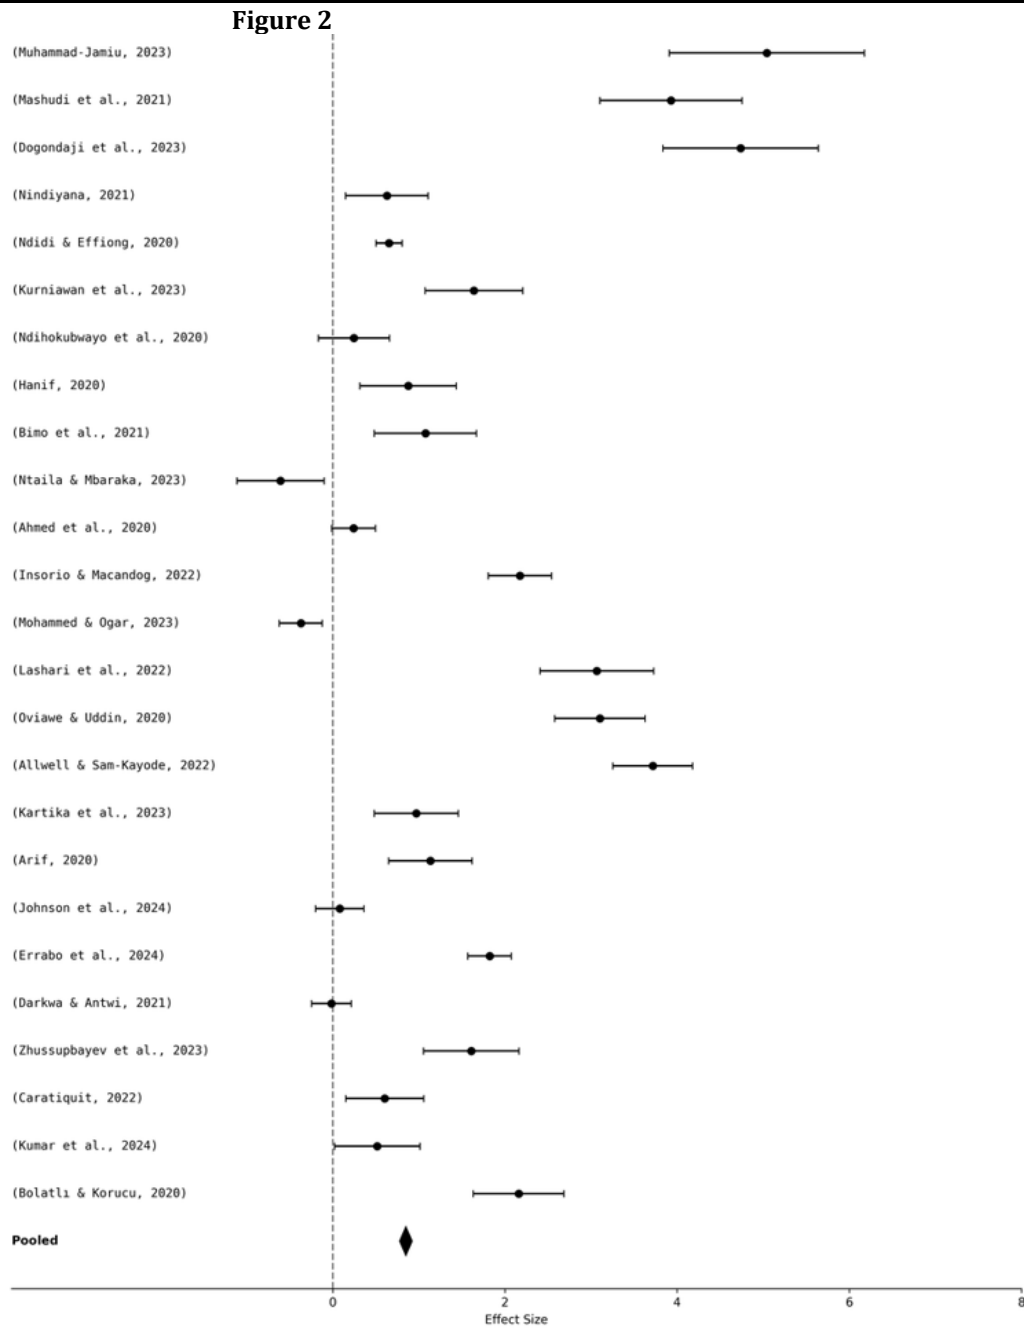 Figure 2
(Muhammad-Jamiu, 2023)
(Mashudi et al., 2021)
(Dogondaji et al., 2023)
(Nindiyana, 2021)
(Ndidi & Effiong, 2020)
(Kurniawan et al., 2023)
(Ndihokubwayo et al., 2020)
(Hanif, 2020)
(Bimo et al., 2021)
(Ntaila & Mbaraka, 2023)
(Ahmed et al., 2020)
(Insorio & Macandog, 2022)
(Mohammed & Ogar, 2023)
(Lashari et al., 2022)
(Oviawe & Uddin, 2020)
(Allwell & Sam-Kayode, 2022)
(Kartika et al., 2023)
(Arif, 2020)
(Johnson et al., 2024)
(Errabo et al., 2024)
(Darkwa & Antwi, 2021)
(Zhussupbayev et al., 2023)
(Caratiquit, 2022)
(Kumar et al., 2024)
(Bolatlı & Korucu, 2020)
Pooled
0 2 4 6 8
Effect Size